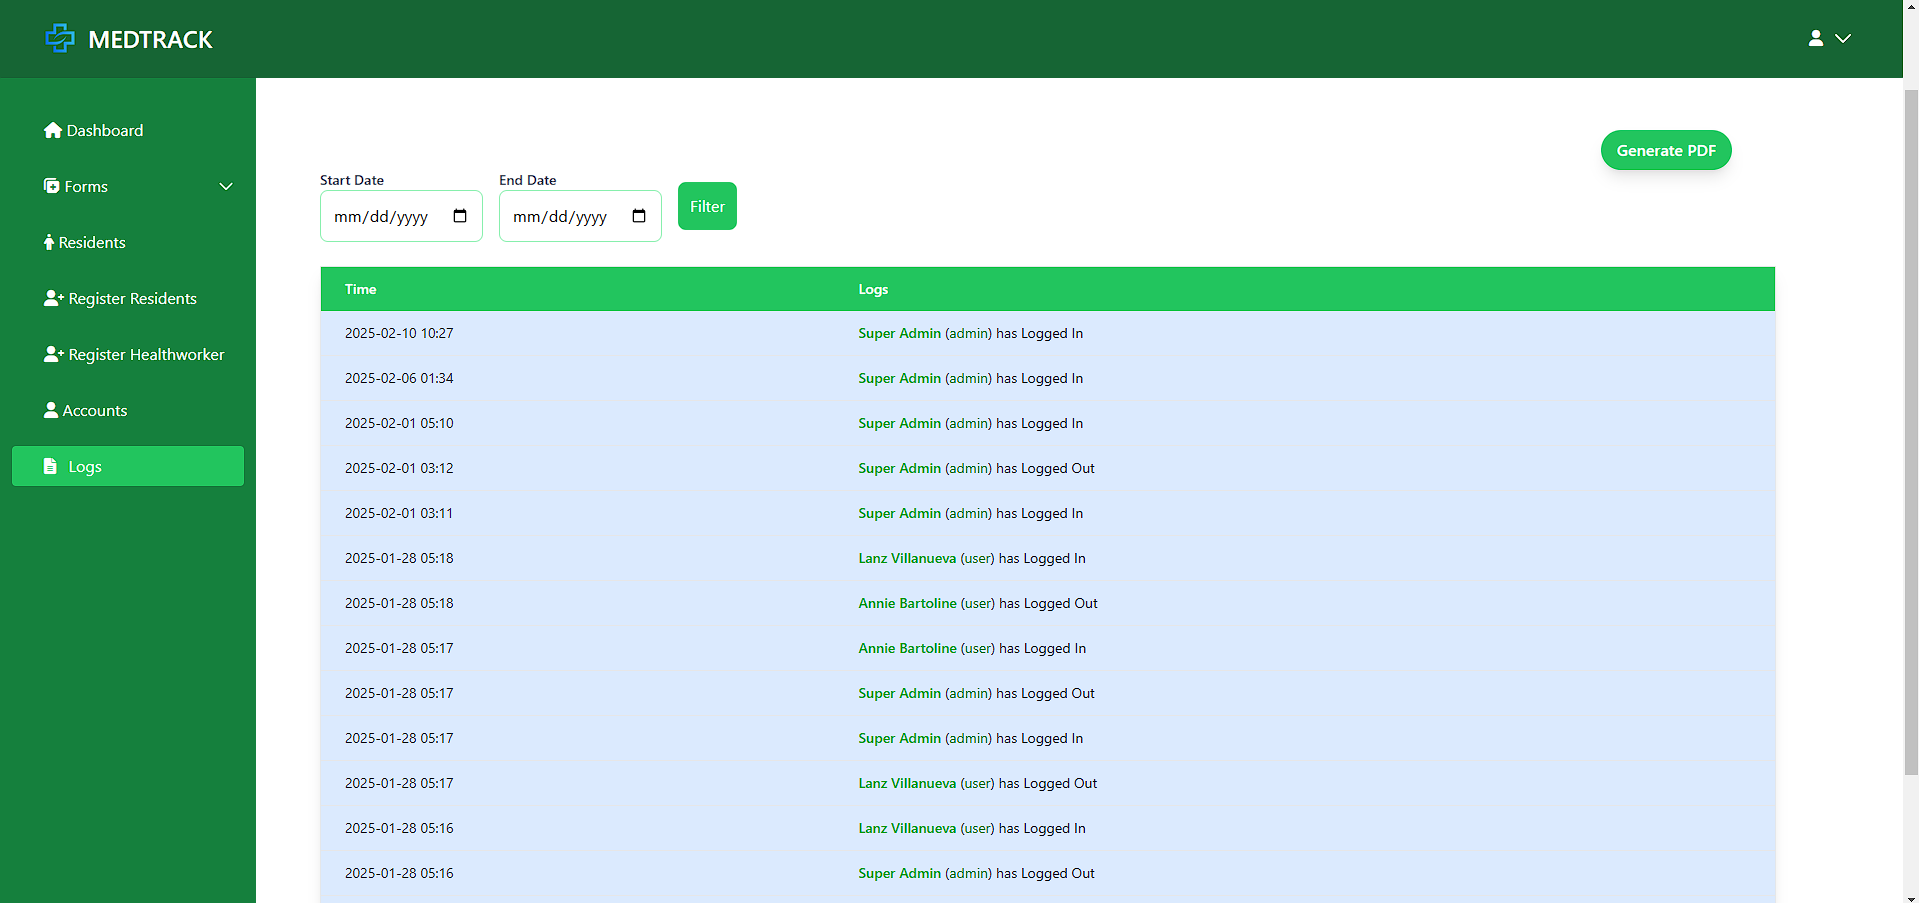 MEDTRACK
Dashboard
Forms
Residents
Register Residents
Register Healthworker
Accounts
Logs
Generate PDF
Start Date End Date
mm/dd/yyyy mm/dd/yyyy Filter
Time Logs
2025-02-10 10:27 Super Admin (admin) has Logged In
2025-02-06 01:34 Super Admin (admin) has Logged In
2025-02-01 05:10 Super Admin (admin) has Logged In
2025-02-01 03:12 Super Admin (admin) has Logged Out
2025-02-01 03:11 Super Admin (admin) has Logged In
2025-01-28 05:18 Lanz Villanueva (user) has Logged In
2025-01-28 05:18 Annie Bartoline (user) has Logged Out
2025-01-28 05:17 Annie Bartoline (user) has Logged In
2025-01-28 05:17 Super Admin (admin) has Logged Out
2025-01-28 05:17 Super Admin (admin) has Logged In
2025-01-28 05:17 Lanz Villanueva (user) has Logged Out
2025-01-28 05:16 Lanz Villanueva (user) has Logged In
2025-01-28 05:16 Super Admin (admin) has Logged Out